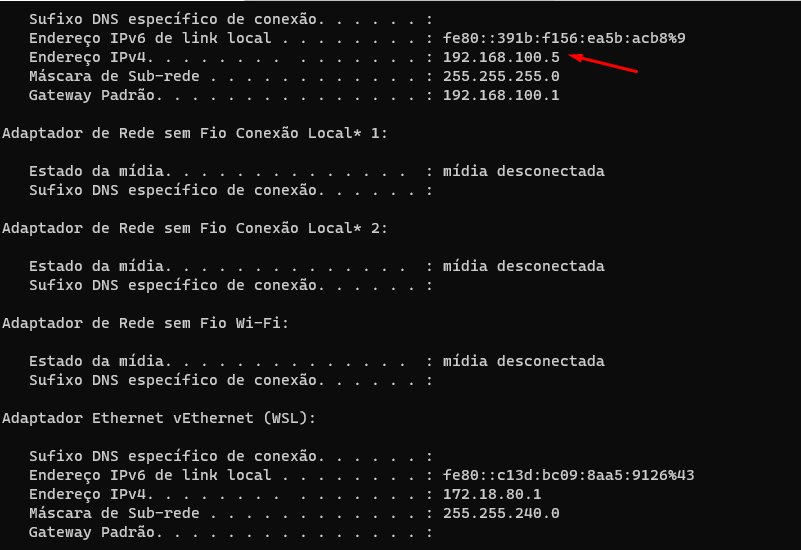 Sufixo DNS específico de conexão. . . . . . :
Endereço IPv6 de link local . . . . . . . . : fe80::391b:f156:ea5b:acb8%9
Endereço IPv4. . . . . . . .  . . . . . . . : 192.168.100.5
Máscara de Sub-rede . . . . . . . . . . . . : 255.255.255.0
Gateway Padrão. . . . . . . . . . . . . . . : 192.168.100.1
Adaptador de Rede sem Fio Conexão Local* 1:
Estado da mídia. . . . . . . . . . . . . .  : mídia desconectada
Sufixo DNS específico de conexão. . . . . . :
Adaptador de Rede sem Fio Conexão Local* 2:
Estado da mídia. . . . . . . . . . . . . .  : mídia desconectada
Sufixo DNS específico de conexão. . . . . . :
Adaptador de Rede sem Fio Wi-Fi:
Estado da mídia. . . . . . . . . . . . . .  : mídia desconectada
Sufixo DNS específico de conexão. . . . . . :
Adaptador Ethernet vEthernet (WSL):
Sufixo DNS específico de conexão. . . . . . :
Endereço IPv6 de link local . . . . . . . . : fe80::c13d:bc09:8aa5:9126%43
Endereço IPv4. . . . . . . .  . . . . . . . : 172.18.80.1
Máscara de Sub-rede . . . . . . . . . . . . : 255.255.240.0
Gateway Padrão. . . . . . . . . . . . . . . :